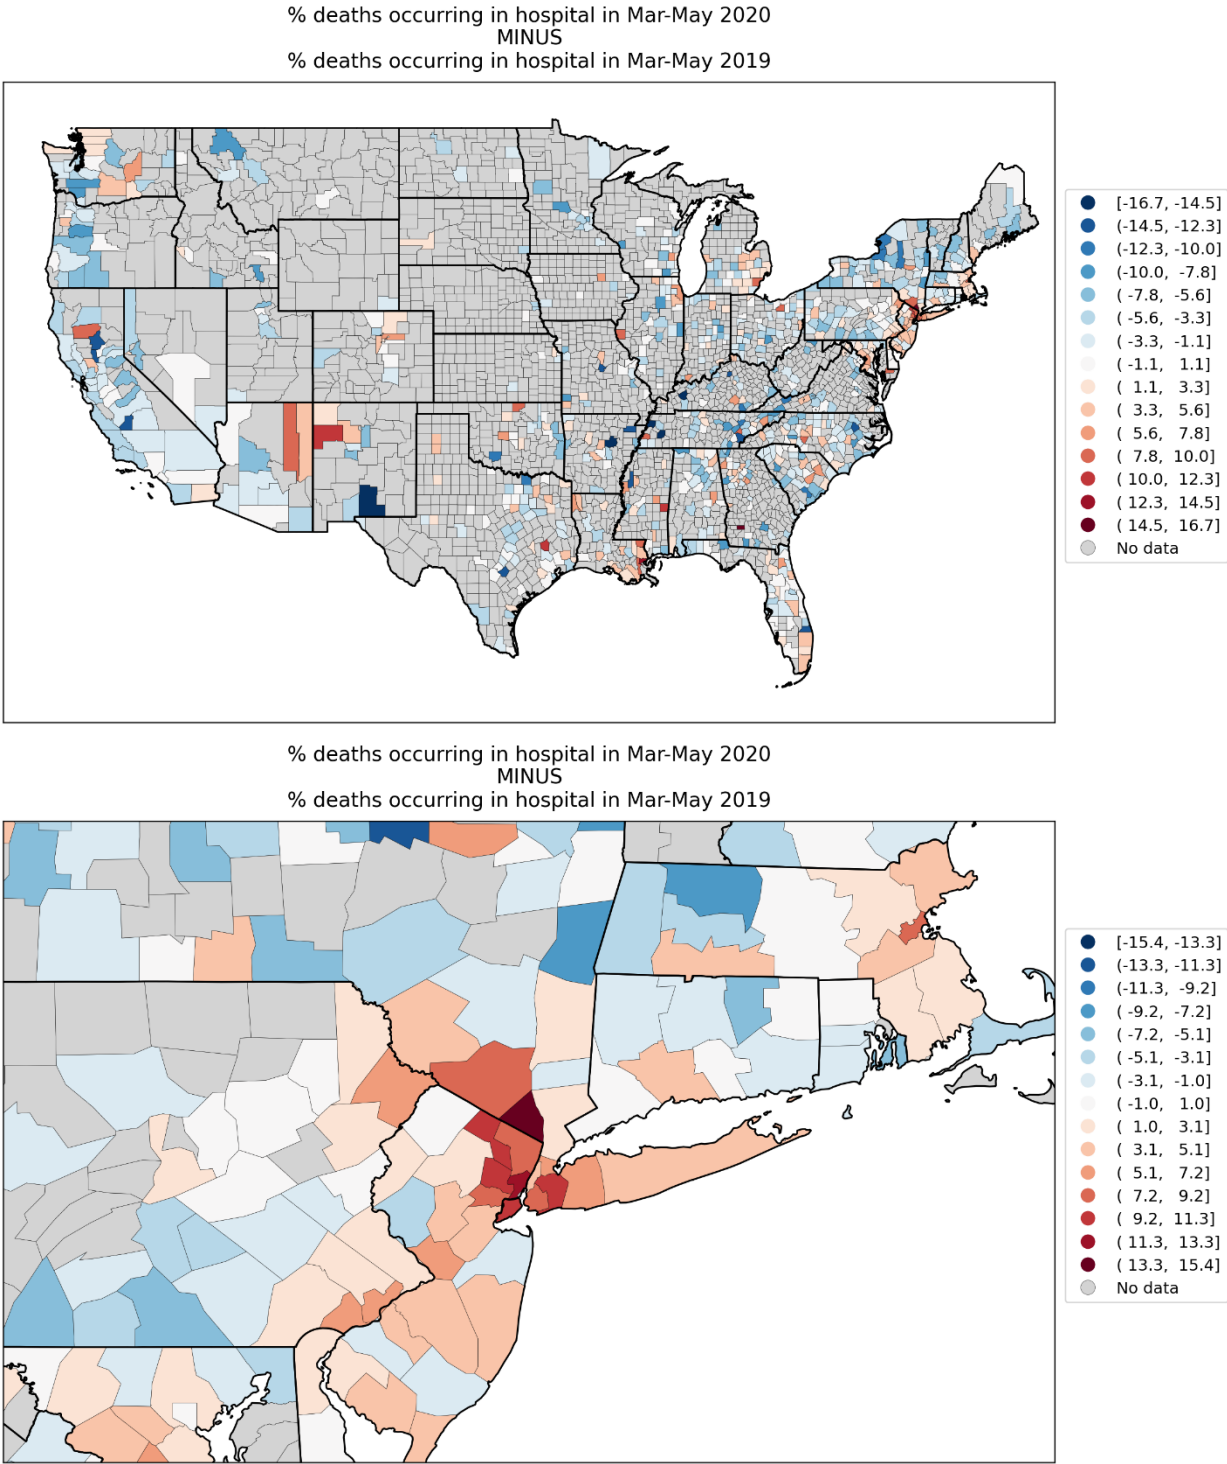 % deaths occurring in hospital in Mar-May 2020
MINUS
% deaths occurring in hospital in Mar-May 2019
[-16.7, -14.5]
(-14.5, -12.3]
(-12.3, -10.0]
(-10.0, -7.8]
( -7.8, -5.6]
( -5.6, -3.3]
( -3.3, -1.1]
( -1.1, 1.1]
( 1.1, 3.3]
( 3.3, 5.6]
( 5.6, 7.8]
( 7.8, 10.0]
( 10.0, 12.3]
( 12.3, 14.5]
( 14.5, 16.7]
No data
% deaths occurring in hospital in Mar-May 2020
MINUS
% deaths occurring in hospital in Mar-May 2019
[-15.4, -13.3]
(-13.3, -11.3]
(-11.3, -9.2]
( -9.2, -7.2]
( -7.2, -5.1]
( -5.1, -3.1]
( -3.1, -1.0]
( -1.0, 1.0]
( 1.0, 3.1]
( 3.1, 5.1]
( 5.1, 7.2]
( 7.2, 9.2]
( 9.2, 11.3]
( 11.3, 13.3]
( 13.3, 15.4]
No data